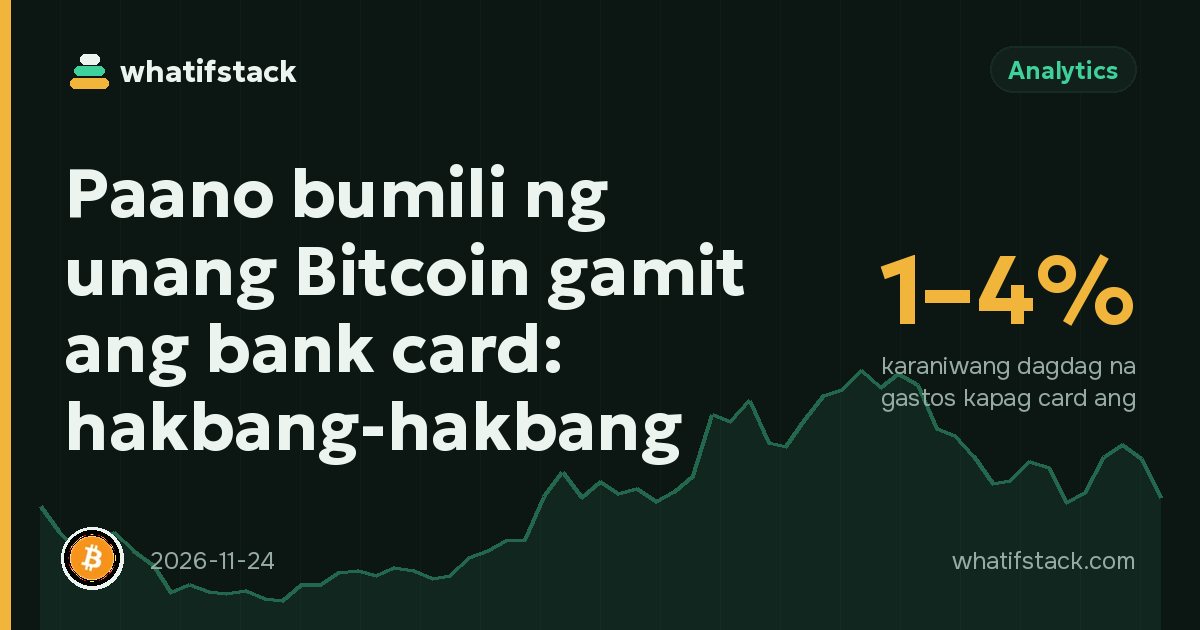 whatifstack
Analytics
Paano bumili ng
unang Bitcoin gamit
ang bank card:
hakbang-hakbang
1–4%
karaniwang dagdag na
gastos kapag card ang
2026-11-24
whatifstack.com